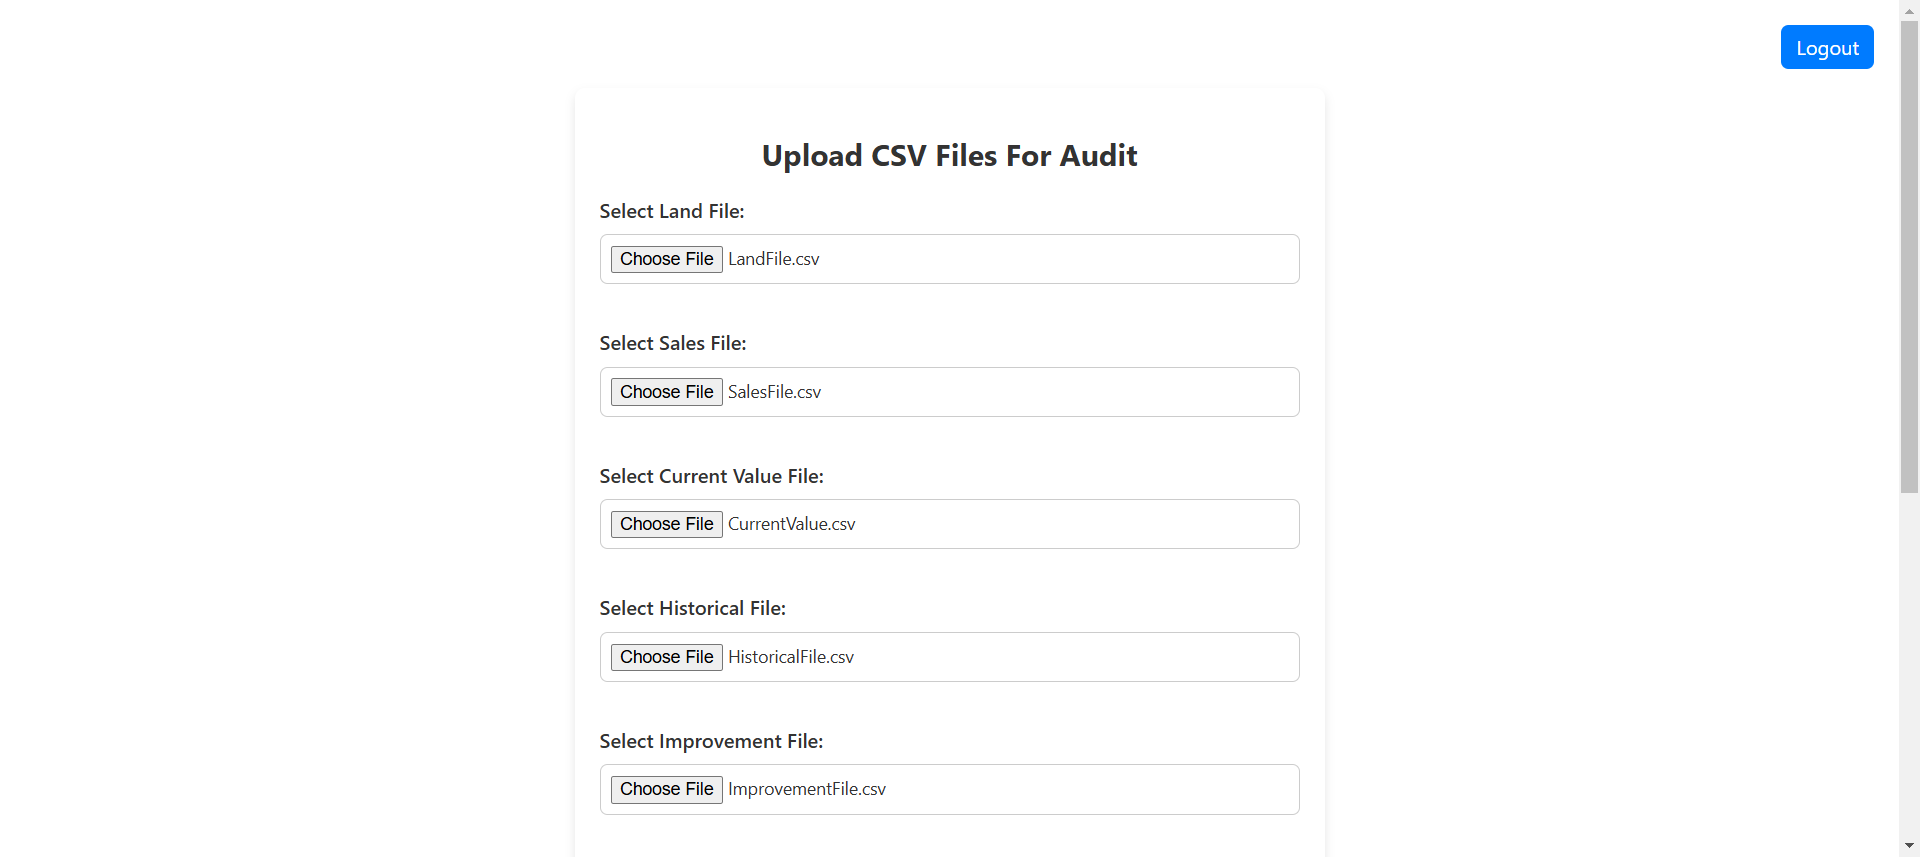 Logout
Upload CSV Files For Audit
Select Land File:
Choose File LandFile.csv
Select Sales File:
Choose File SalesFile.csv
Select Current Value File:
Choose File CurrentValue.csv
Select Historical File:
Choose File HistoricalFile.csv
Select Improvement File:
Choose File ImprovementFile.csv